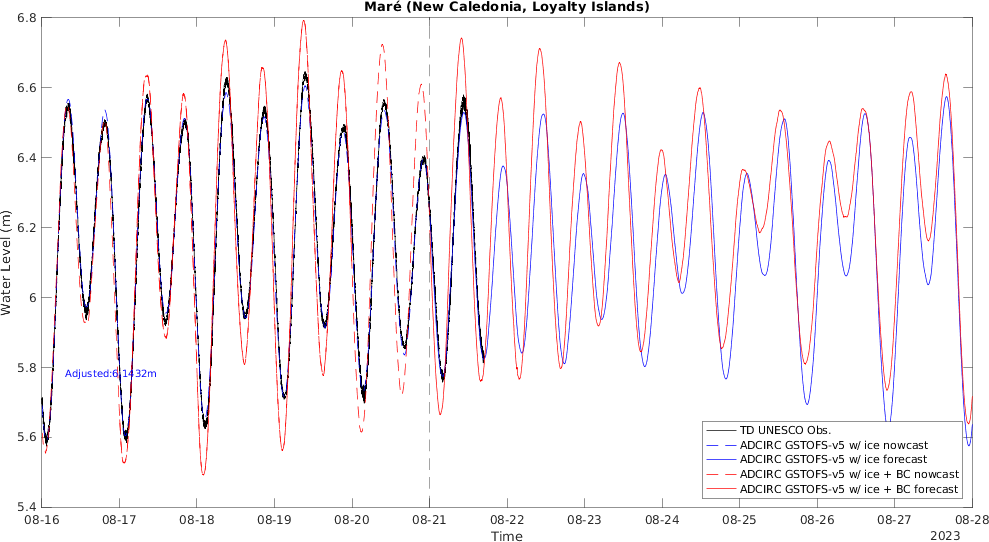 Maré (New Caledonia, Loyalty Islands)
6.8
6.6
6.4
6.2
6
5.8
5.6
5.4
Water Level (m)
Adjusted:6.1432m
TD UNESCO Obs.
ADCIRC GSTOFS-v5 w/ ice nowcast
ADCIRC GSTOFS-v5 w/ ice forecast
ADCIRC GSTOFS-v5 w/ ice + BC nowcast
ADCIRC GSTOFS-v5 w/ ice + BC forecast
08-16 08-17 08-18 08-19 08-20 08-21 08-22 08-23 08-24 08-25 08-26 08-27 08-28
Time
2023